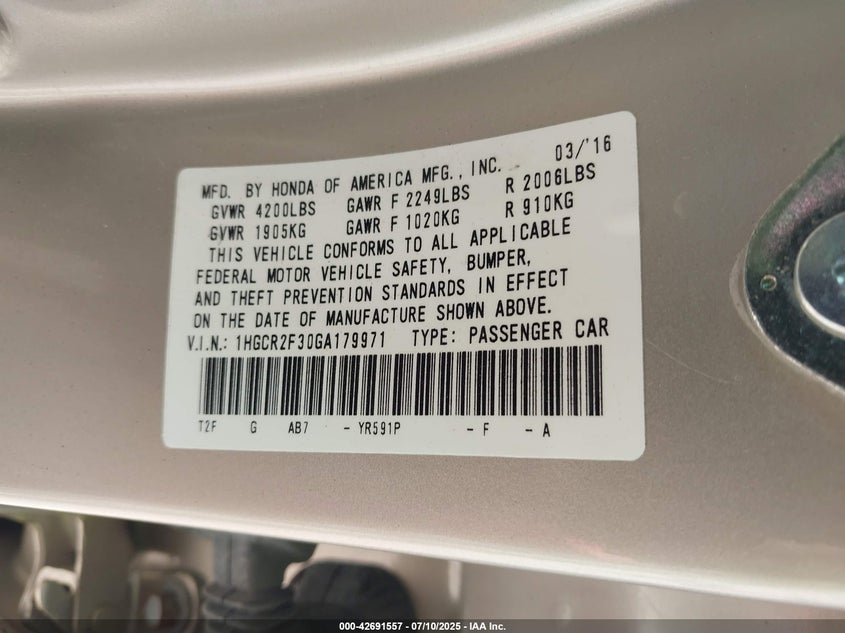 MFD. BY HONDA OF AMERICA MFG., INC. 03/'16
GVWR 4200LBS GAWR F 2249LBS R 2006LBS
GVWR 1905KG GAWR F 1020KG R 910KG
THIS VEHICLE CONFORMS TO ALL APPLICABLE
FEDERAL MOTOR VEHICLE SAFETY, BUMPER,
AND THEFT PREVENTION STANDARDS IN EFFECT
ON THE DATE OF MANUFACTURE SHOWN ABOVE.
V.I.N.: 1HGCR2F30GA179971 TYPE: PASSENGER CAR
T2F G AB7 - YR591P - F - A
000-42691557 - 07/10/2025 - IAA Inc.